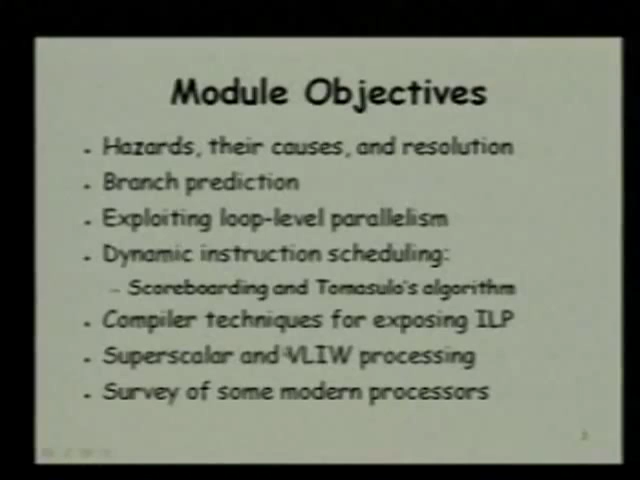 Module Objectives
Hazards, their causes, and resolution
Branch prediction
Exploiting loop-level parallelism
Dynamic instruction scheduling:
– Scoreboarding and Tomasulo's algorithm
Compiler techniques for exposing ILP
Superscalar and VLIW processing
Survey of some modern processors